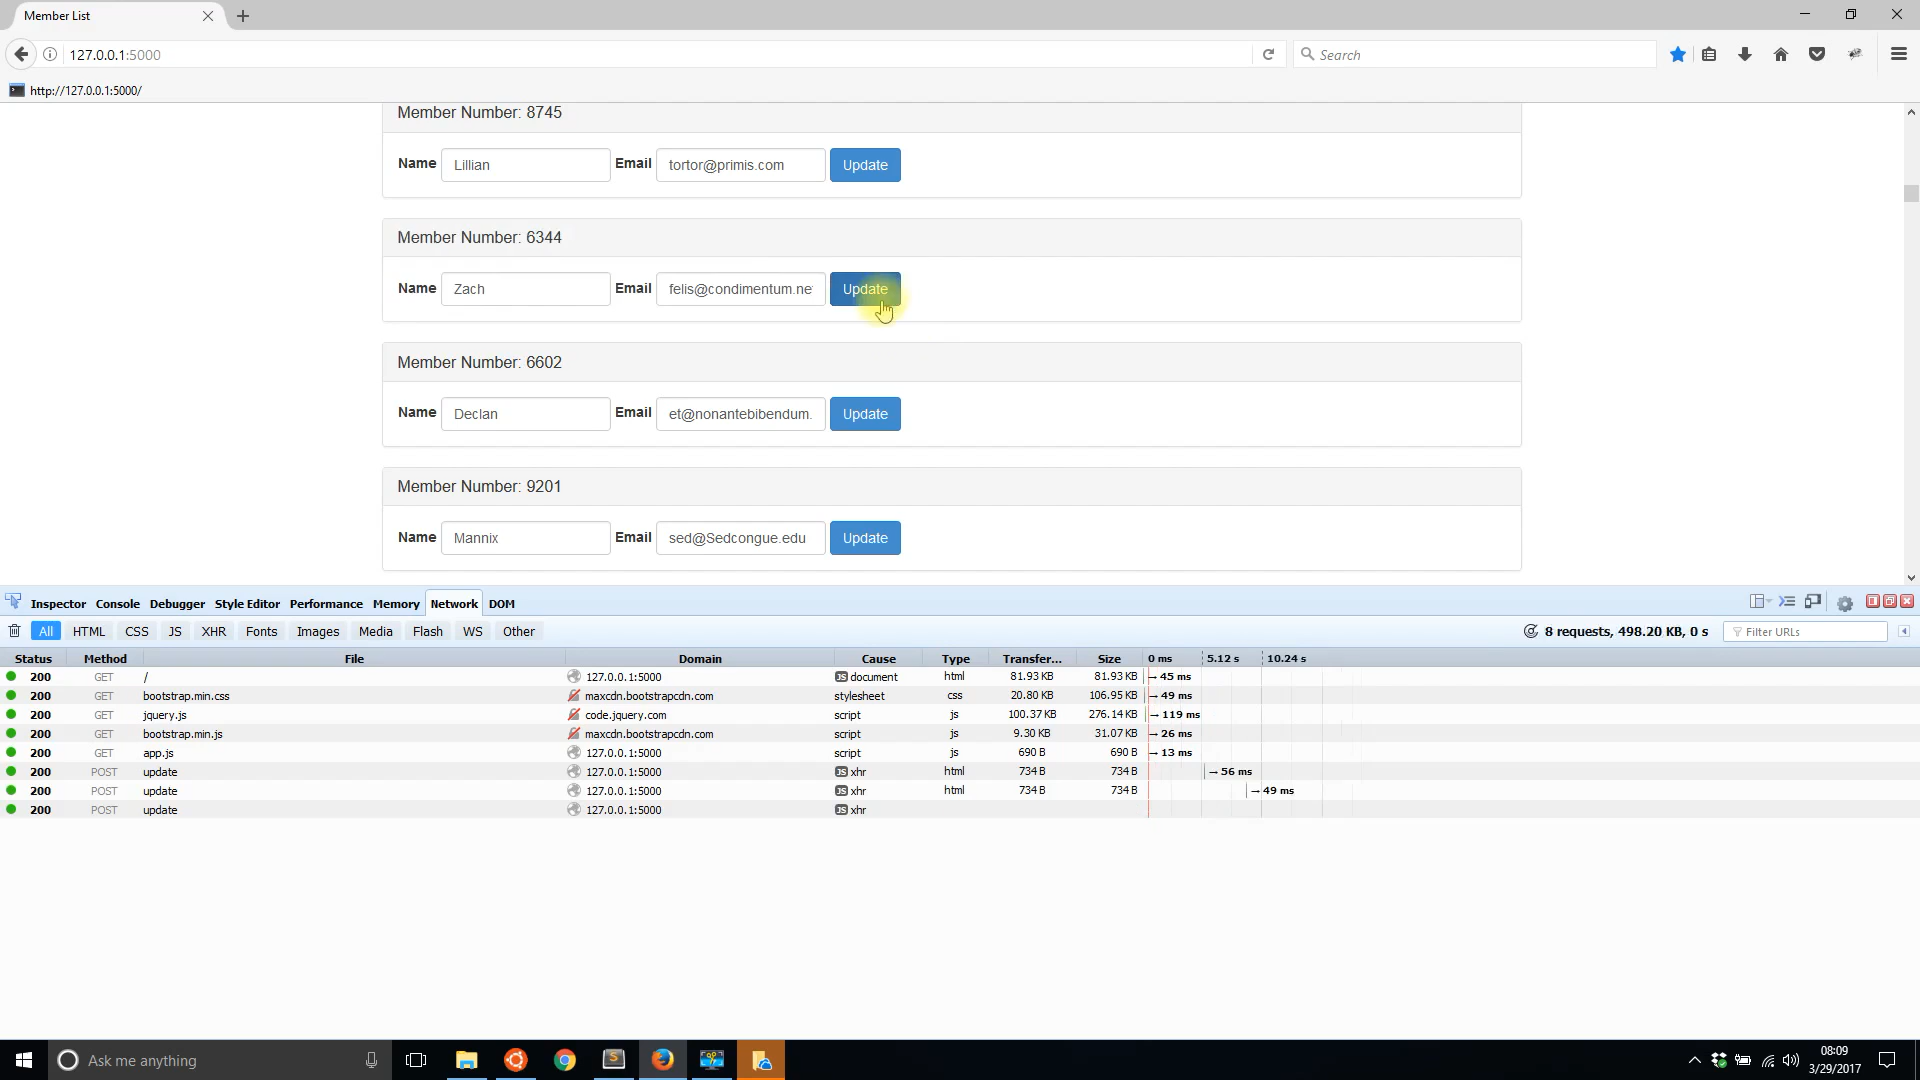 Member List
127.0.0.1:5000
Search
http://127.0.0.1:5000/
Member Number: 8745
Name Lillian Email tortor@primis.com Update
Member Number: 6344
Name Zach Email felis@condimentum.ne Update
Member Number: 6602
Name Declan Email et@nonantebibendum. Update
Member Number: 9201
Name Mannix Email sed@Sedcongue.edu Update
Inspector Console Debugger Style Editor Performance Memory Network DOM
All HTML CSS JS XHR Fonts Images Media Flash WS Other 8 requests, 498.20 KB, 0 s Filter URLs
Status Method File Domain Cause Type Transfer... Size 0 ms 5.12 s 10.24 s
200 GET / 127.0.0.1:5000 JS document html 81.93 KB 81.93 KB → 45 ms
200 GET bootstrap.min.css maxcdn.bootstrapcdn.com stylesheet css 20.80 KB 106.95 KB → 49 ms
200 GET jquery.js code.jquery.com script js 100.37 KB 276.14 KB → 119 ms
200 GET bootstrap.min.js maxcdn.bootstrapcdn.com script js 9.30 KB 31.07 KB → 26 ms
200 GET app.js 127.0.0.1:5000 script js 690 B 690 B → 13 ms
200 POST update 127.0.0.1:5000 JS xhr html 734 B 734 B → 56 ms
200 POST update 127.0.0.1:5000 JS xhr html 734 B 734 B → 49 ms
200 POST update 127.0.0.1:5000 JS xhr
Ask me anything
08:09
3/29/2017